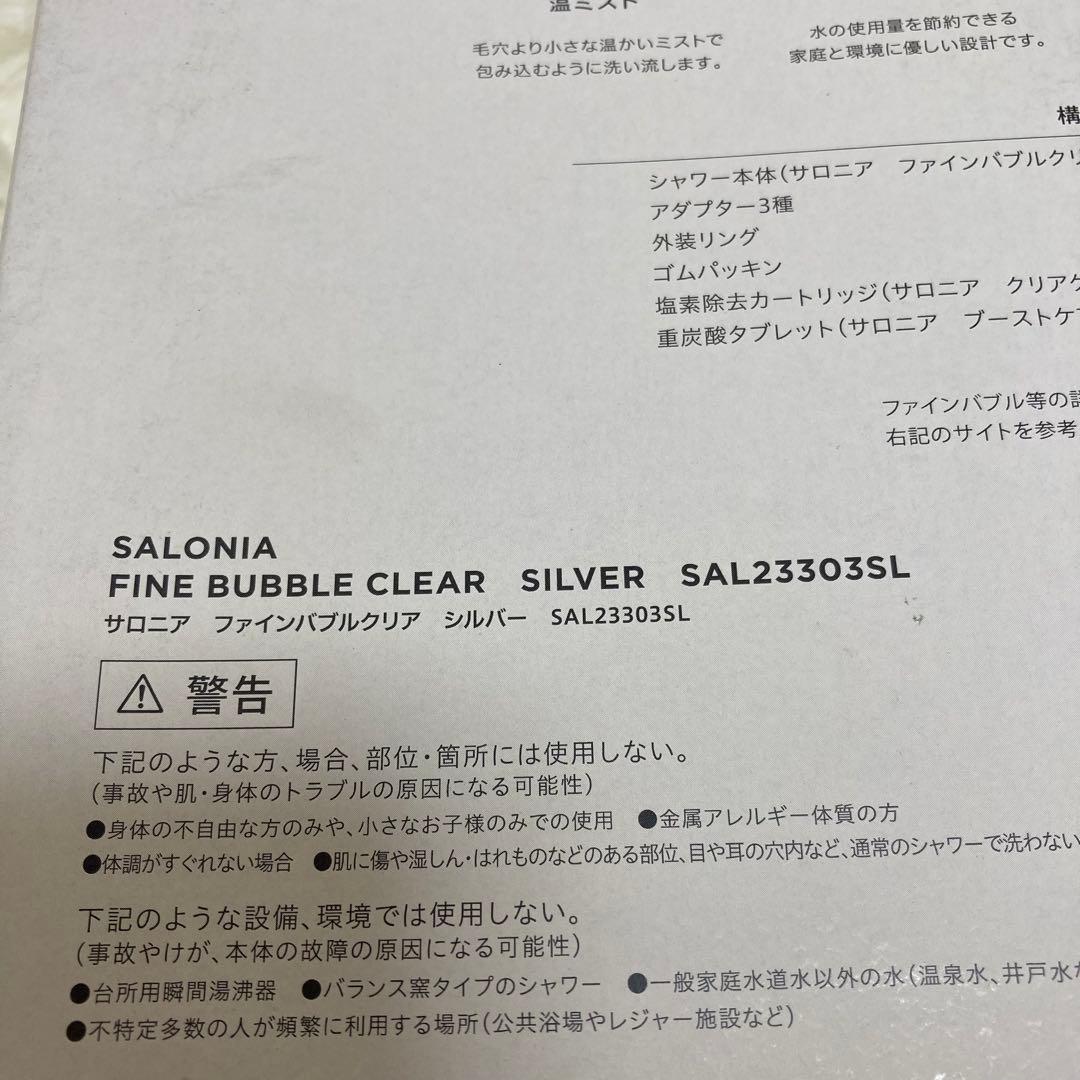 温ミスト
毛穴より小さな温かいミストで
包み込むように洗い流します。
水の使用量を節約できる
家庭と環境に優しい設計です。
構
シャワー本体(サロニア ファインバブルクリ
アダプター3種
外装リング
ゴムパッキン
塩素除去カートリッジ(サロニア クリアケ
重炭酸タブレット(サロニア ブーストケア
ファインバブル等の詳
右記のサイトを参考
SALONIA
FINE BUBBLE CLEAR SILVER SAL23303SL
サロニア ファインバブルクリア シルバー SAL23303SL
警告
下記のような方、場合、部位・箇所には使用しない。
(事故や肌・身体のトラブルの原因になる可能性)
●身体の不自由な方のみや、小さなお子様のみでの使用 ●金属アレルギー体質の方
●体調がすぐれない場合 ●肌に傷や湿しん・はれものなどのある部位、目や耳の穴内など、通常のシャワーで洗わない
下記のような設備、環境では使用しない。
(事故やけが、本体の故障の原因になる可能性)
●台所用瞬間湯沸器 ●バランス窯タイプのシャワー ●一般家庭水道水以外の水(温泉水、井戸水な
●不特定多数の人が頻繁に利用する場所(公共浴場やレジャー施設など)